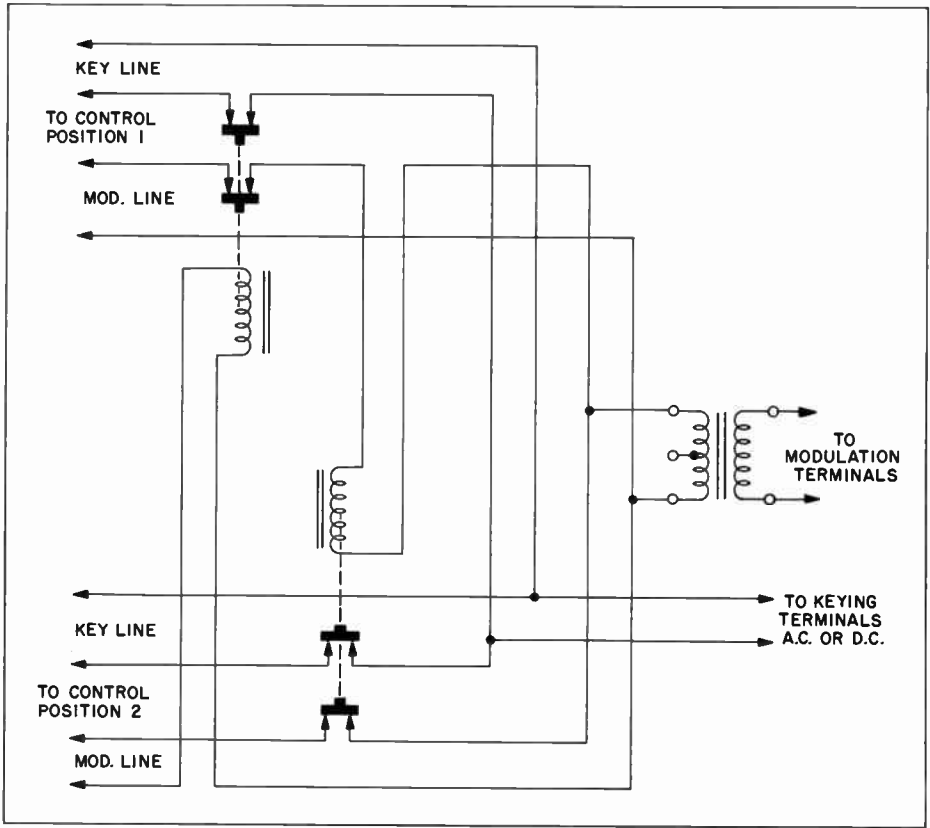 KEY LINE
TO CONTROL
POSITION 1
MOD. LINE
TO
MODULATION
TERMINALS
TO KEYING
TERMINALS
A.C. OR D.C.
KEY LINE
TO CONTROL
POSITION 2
MOD. LINE